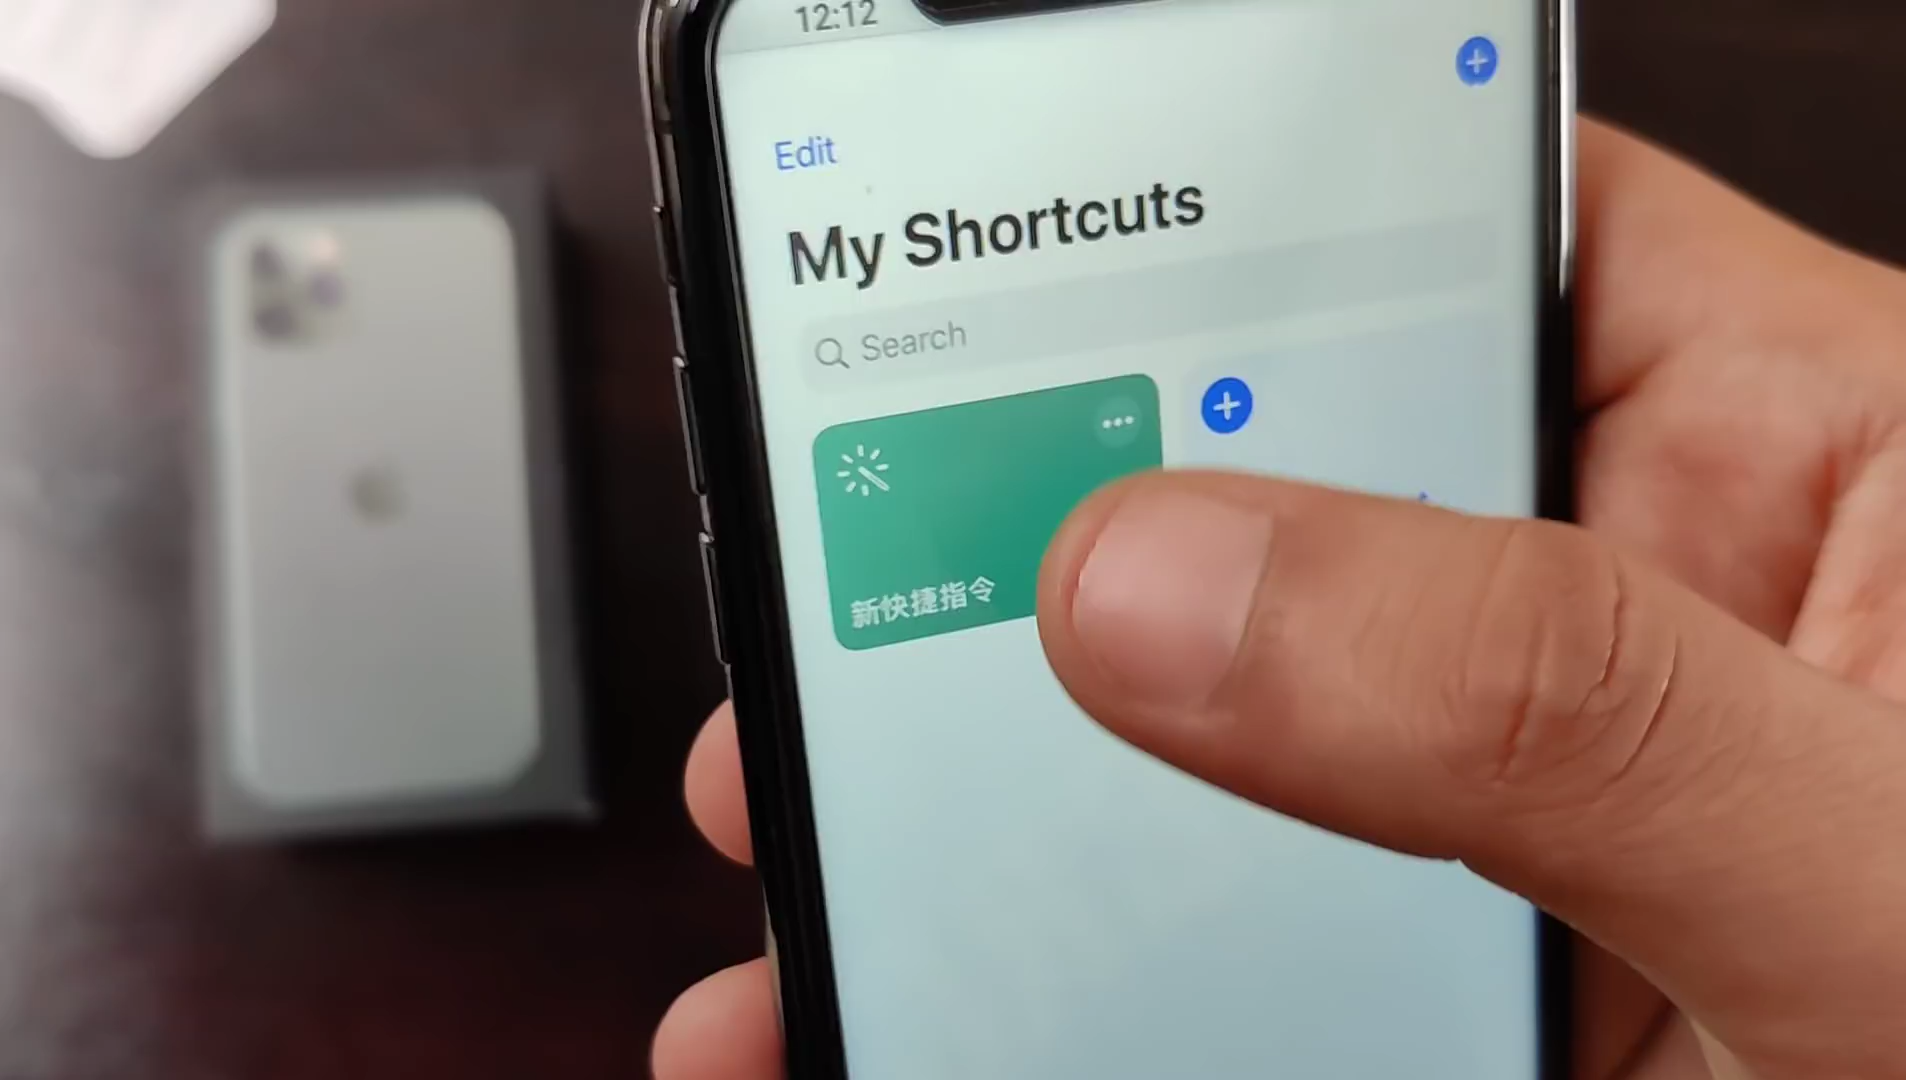 12:12
Edit
My Shortcuts
Search
新快捷指令